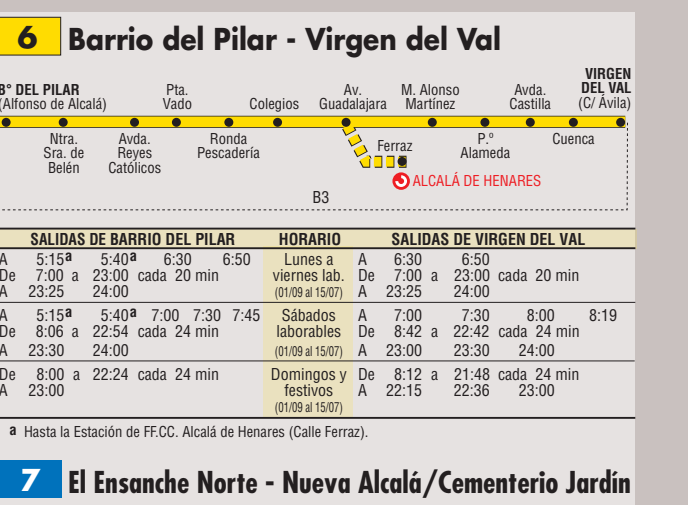 6 Barrio del Pilar - Virgen del Val
Bº DEL PILAR
(Alfonso de Alcalá)
Ntra.
Sra. de
Belén
Avda.
Reyes
Católicos
Pta.
Vado
Ronda
Pescadería
Colegios
Av.
Guadalajara
Ferraz
ALCALÁ DE HENARES
M. Alonso
Martínez
P.º
Alameda
Avda.
Castilla
Cuenca
VIRGEN
DEL VAL
(C/ Ávila)
B3
SALIDAS DE BARRIO DEL PILAR HORARIO SALIDAS DE VIRGEN DEL VAL
A 5:15a 5:40a 6:30 6:50 Lunes a A 6:30 6:50
De 7:00 a 23:00 cada 20 min viernes lab. De 7:00 a 23:00 cada 20 min
A 23:25 24:00 (01/09 al 15/07) A 23:25 24:00
A 5:15a 5:40a 7:00 7:30 7:45 Sábados A 7:00 7:30 8:00 8:19
De 8:06 a 22:54 cada 24 min laborables De 8:42 a 22:42 cada 24 min
A 23:30 24:00 (01/09 al 15/07) A 23:00 23:30 24:00
De 8:00 a 22:24 cada 24 min Domingos y De 8:12 a 21:48 cada 24 min
A 23:00 festivos A 22:15 22:36 23:00
(01/09 al 15/07)
a Hasta la Estación de FF.CC. Alcalá de Henares (Calle Ferraz).
7 El Ensanche Norte - Nueva Alcalá/Cementerio Jardín